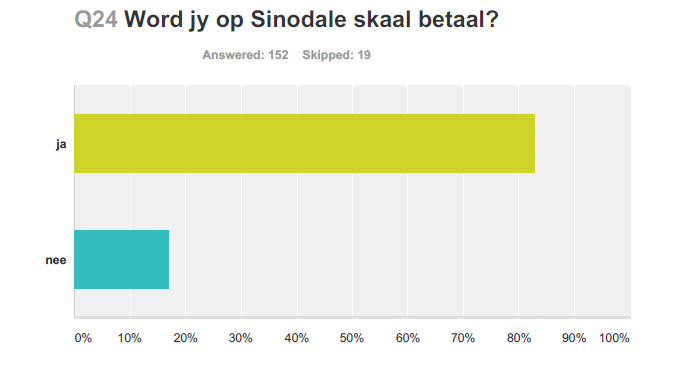 Q24 Word jy op Sinodale skaal betaal?
Answered: 152 Skipped: 19
ja
nee
0% 10% 20% 30% 40% 50% 60% 70% 80% 90% 100%